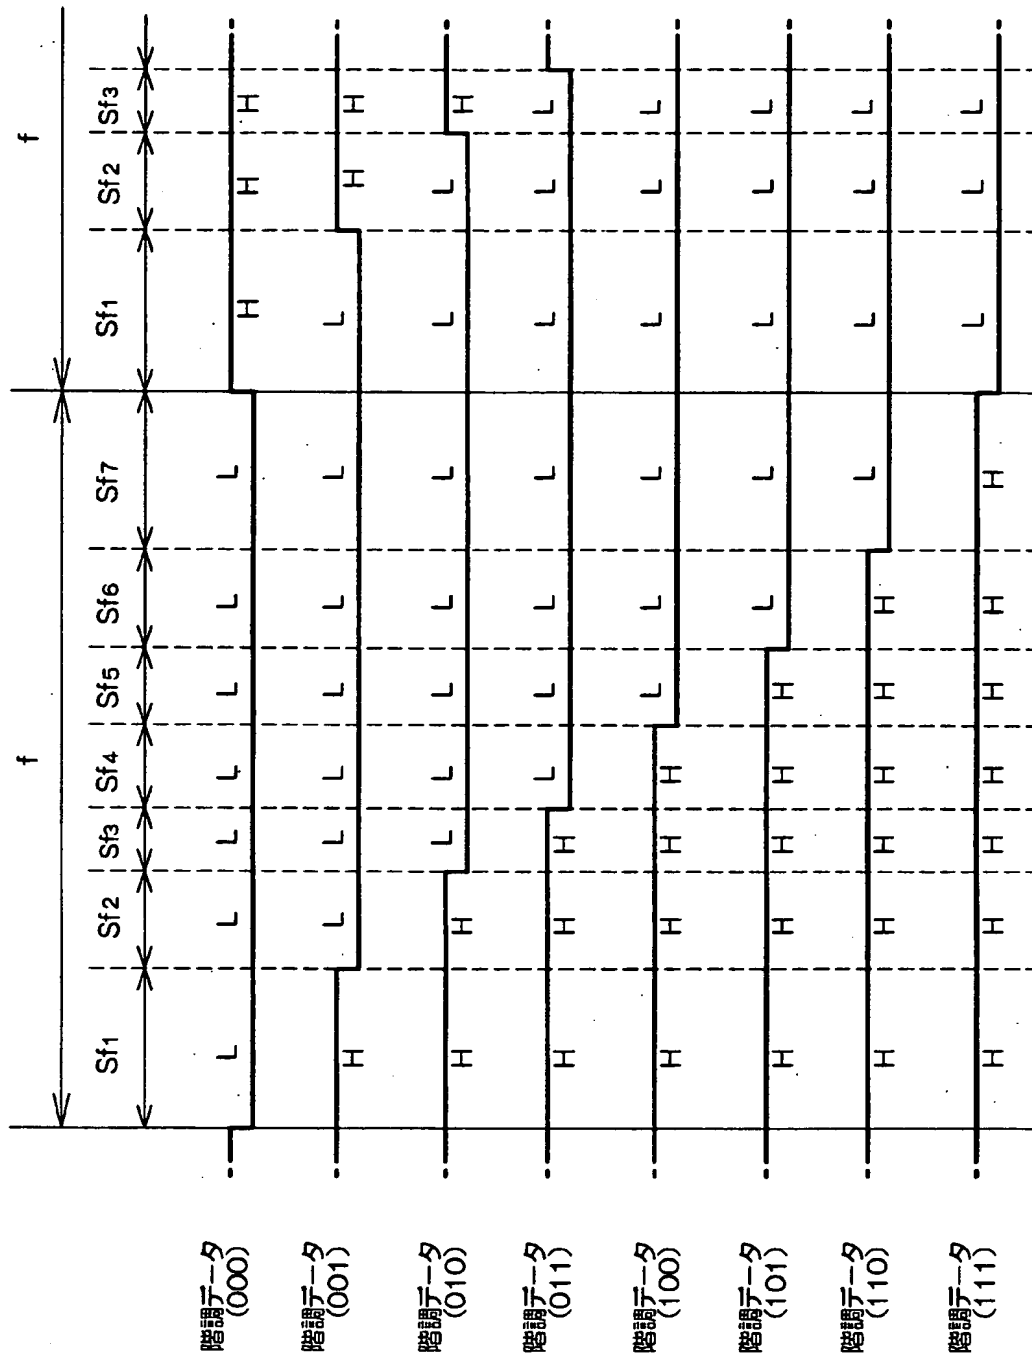 f f
Sf1 Sf2 Sf3 Sf4 Sf5 Sf6 Sf7 Sf1 Sf2 Sf3
階調データ
(000)
L L L L L L L H H H
階調データ
(001)
H L L L L L L L H H
階調データ
(010)
H H L L L L L L L H
階調データ
(011)
H H H L L L L L L L
階調データ
(100)
H H H H L L L L L L
階調データ
(101)
H H H H H L L L L L
階調データ
(110)
H H H H H H L L L L
階調データ
(111)
H H H H H H H L L L